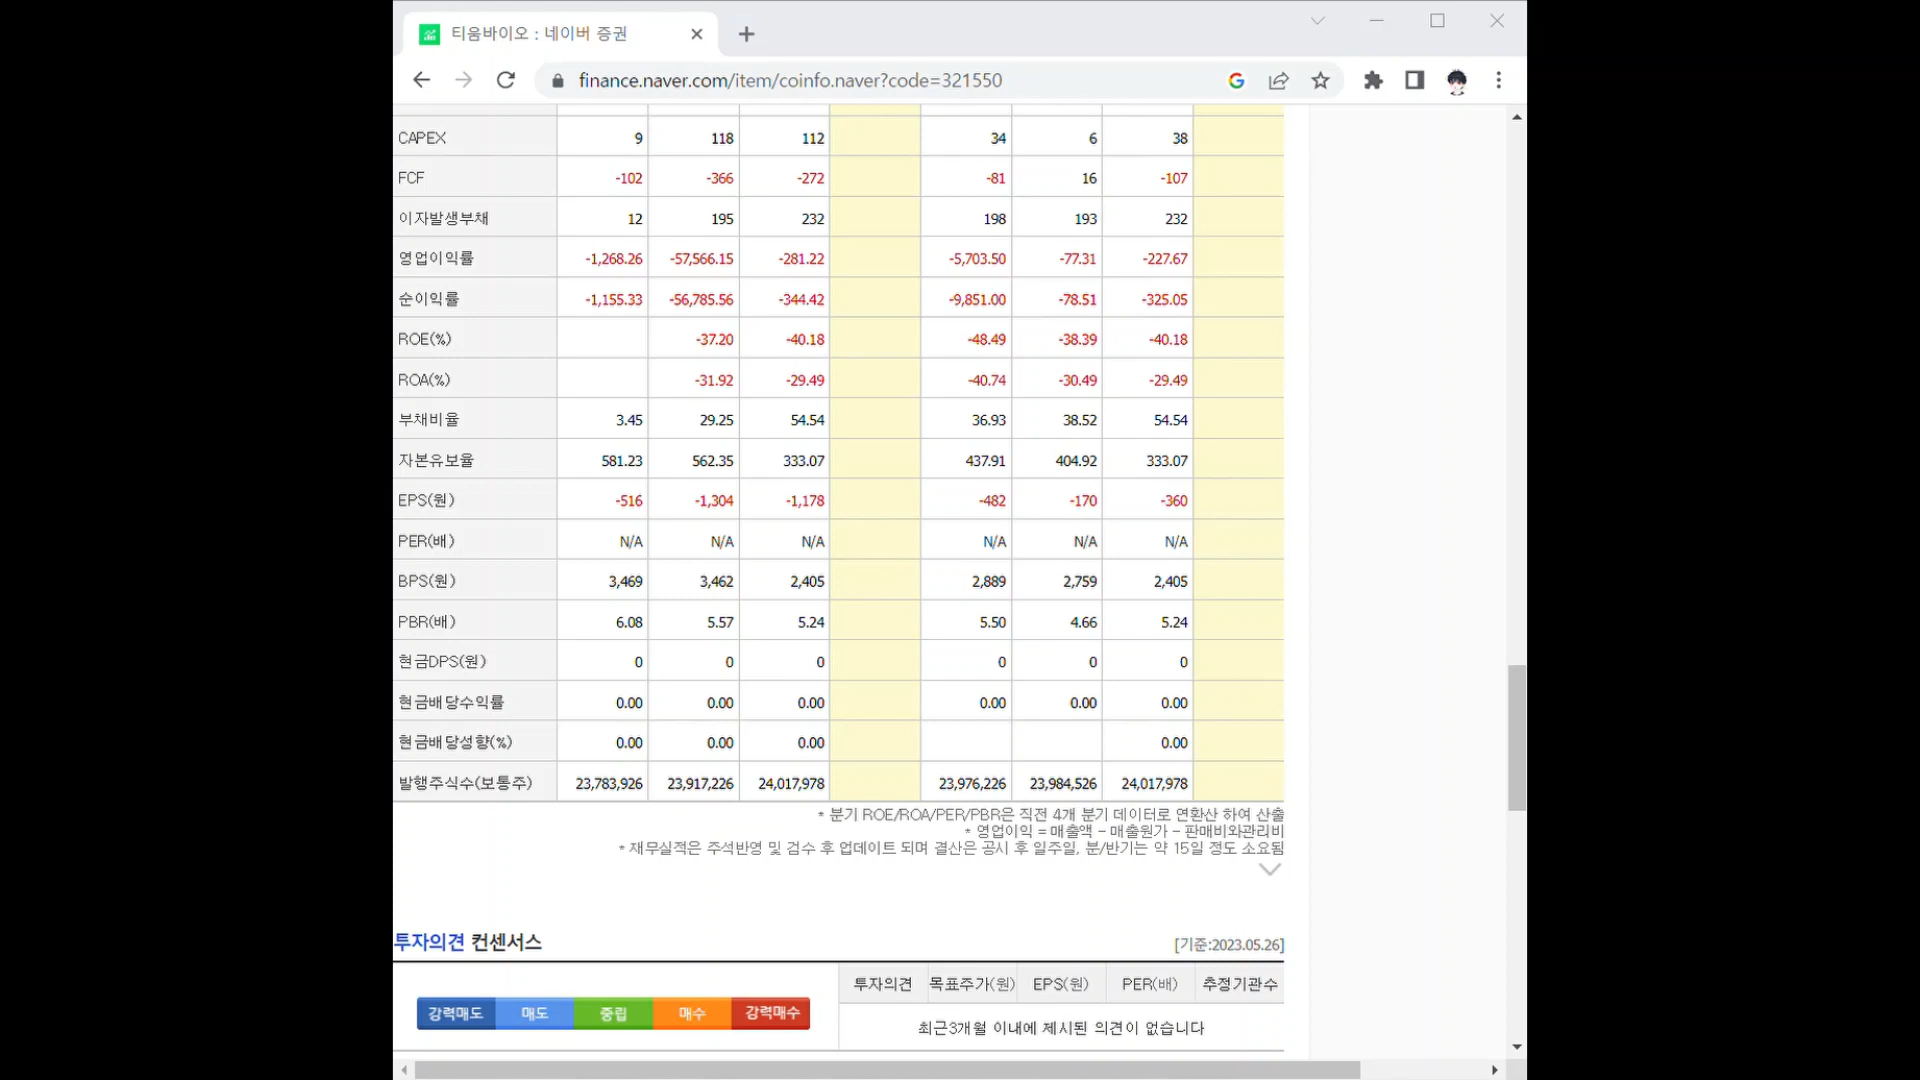 티움바이오 : 네이버 증권
finance.naver.com/item/coinfo.naver?code=321550
CAPEX 9 118 112 34 6 38
FCF -102 -366 -272 -81 16 -107
이자발생부채 12 195 232 198 193 232
영업이익률 -1,268.26 -57,566.15 -281.22 -5,703.50 -77.31 -227.67
순이익률 -1,155.33 -56,785.56 -344.42 -9,851.00 -78.51 -325.05
ROE(%) -37.20 -40.18 -48.49 -38.39 -40.18
ROA(%) -31.92 -29.49 -40.74 -30.49 -29.49
부채비율 3.45 29.25 54.54 36.93 38.52 54.54
자본유보율 581.23 562.35 333.07 437.91 404.92 333.07
EPS(원) -516 -1,304 -1,178 -482 -170 -360
PER(배) N/A N/A N/A N/A N/A N/A
BPS(원) 3,469 3,462 2,405 2,889 2,759 2,405
PBR(배) 6.08 5.57 5.24 5.50 4.66 5.24
현금DPS(원) 0 0 0 0 0 0
현금배당수익률 0.00 0.00 0.00 0.00 0.00 0.00
현금배당성향(%) 0.00 0.00 0.00 0.00
발행주식수(보통주) 23,783,926 23,917,226 24,017,978 23,976,226 23,984,526 24,017,978
* 분기 ROE/ROA/PER/PBR은 직전 4개 분기 데이터로 연환산 하여 산출
* 영업이익 = 매출액 - 매출원가 - 판매비와관리비
* 재무실적은 주석반영 및 검수 후 업데이트 되며 결산은 공시 후 일주일, 분/반기는 약 15일 정도 소요됨
투자의견 컨센서스 [기준:2023.05.26]
투자의견 목표주가(원) EPS(원) PER(배) 추정기관수
강력매도 매도 중립 매수 강력매수
최근3개월 이내에 제시된 의견이 없습니다